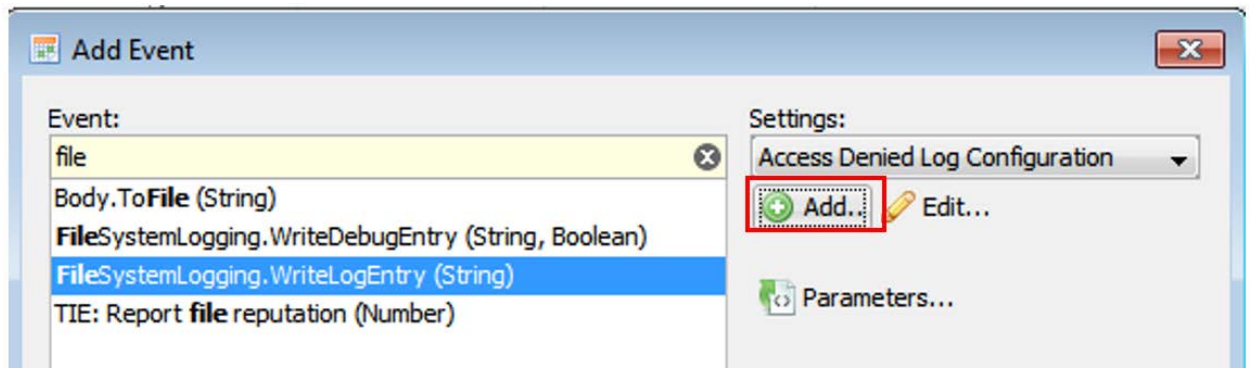 Add Event
Event:
file
Body.ToFile (String)
FileSystemLogging.WriteDebugEntry (String, Boolean)
FileSystemLogging.WriteLogEntry (String)
TIE: Report file reputation (Number)
Settings:
Access Denied Log Configuration
Add.. Edit...
Parameters...